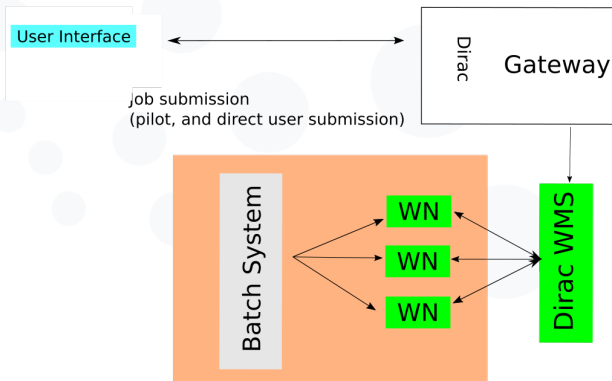 User Interface
Dirac
Gateway
Job submission
(pilot, and direct user submission)
Batch System
WN
WN
WN
Dirac WMS